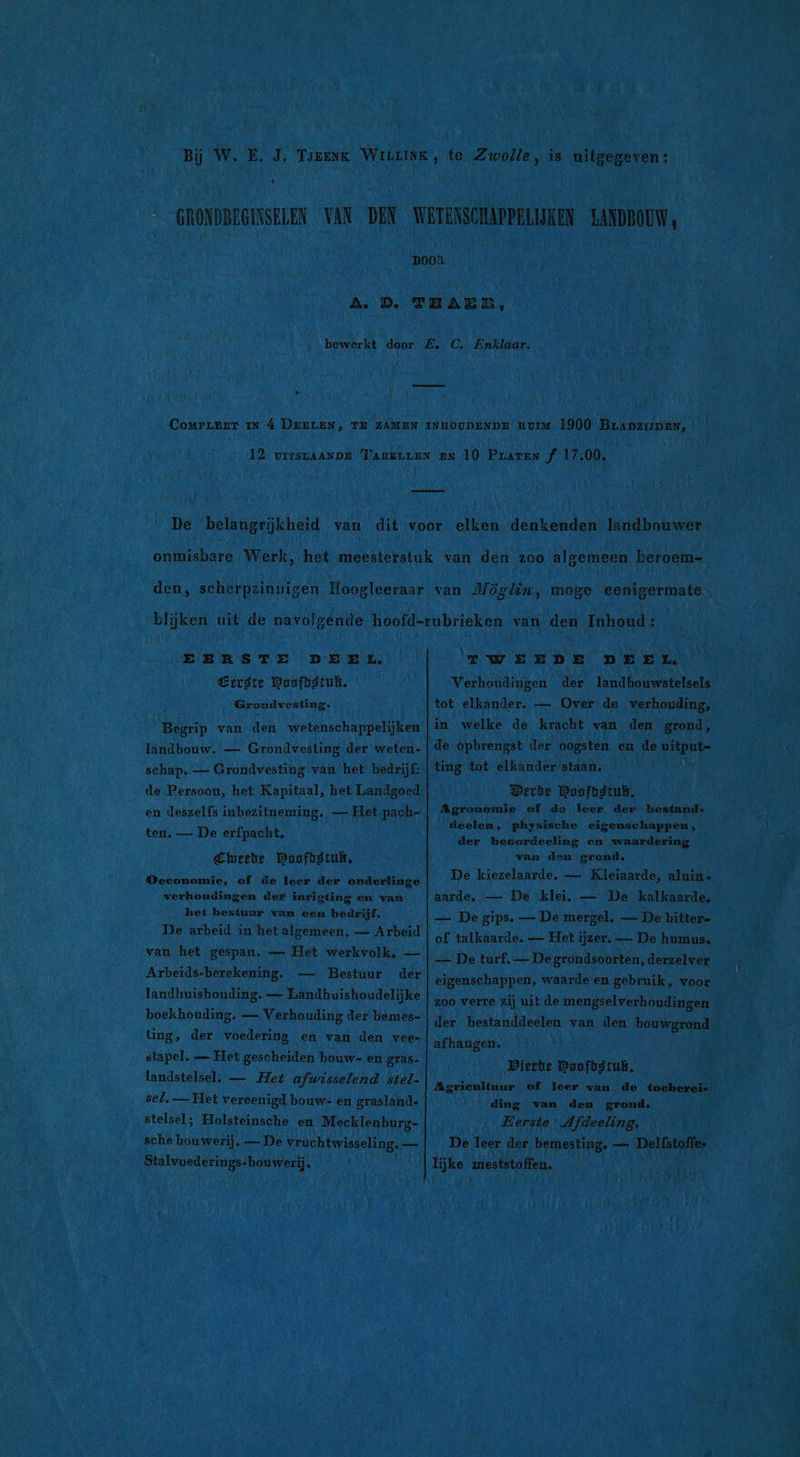 Bij W. E. J. Tjeenk Willink, te Zwolle, is uitgegeven:
GRONDBEGINSELEN VAN DEN WETENSCHAPPELIJKEN LANDBOUW,
DOOR
A. D. THAER,
bewerkt door E. C. Enklaar.
Compleet in 4 Deelen, te zamen inhoudende ruim 1900 Bladzijden,
12 uitslaande Tabellen en 10 Platen ƒ 17.00.
De belangrijkheid van dit voor elken denkenden landbouwer
onmisbare Werk, het meesterstuk van den zoo algemeen beroem-
den, scherpzinnigen Hoogleeraar van Möglin, moge eenigermate
blijken uit de navolgende hoofd-rubrieken van den Inhoud:
EERSTE DEEL.
Eerste Hoofdstuk.
Grondvesting.
Begrip van den wetenschappelijken
landbouw. — Grondvesting der weten-
schap. — Grondvesting van het bedrijf:
de Persoon, het Kapitaal, het Landgoed
en deszelfs inbezitneming. — Het pach-
ten. — De erfpacht.
Tweede Hoofdstuk.
Oeconomie, of de leer der onderlinge
verhoudingen der inrigting en van
het bestuur van een bedrijf.
De arbeid in het algemeen. — Arbeid
van het gespan. — Het werkvolk. —
Arbeids-berekening. — Bestuur der
landhuishouding. — Landhuishoudelijke
boekhouding. — Verhouding der bemes-
ting, der voedering en van den vee-
stapel. — Het gescheiden bouw- en gras-
landstelsel. — Het afwisselend stel-
sel. — Het vereenigd bouw- en grasland-
stelsel; Holsteinsche en Mecklenburg-
sche bouwerij. — De vruchtwisseling. —
Stalvoederings-bouwerij.
TWEEDE DEEL.
Verhoudingen der landbouwstelsels
tot elkander. — Over de verhouding,
in welke de kracht van den grond,
de opbrengst der oogsten en de uitput-
ting tot elkander staan.
Derde Hoofdstuk.
Agronomie of de leer der bestand-
deelen, physische eigenschappen,
der beoordeeling en waardering
van den grond.
De kiezelaarde. — Kleiaarde, aluin-
aarde. — De klei. — De kalkaarde.
— De gips. — De mergel. — De bitter-
of talkaarde. — Het ijzer. — De humus.
— De turf. — De grondsoorten, derzelver
eigenschappen, waarde en gebruik, voor
zoo verre zij uit de mengselverhoudingen
der bestanddeelen van den bouwgrond
afhangen.
Vierde Hoofdstuk.
Agricultuur of leer van de toeberei-
ding van den grond.
Eerste Afdeeling.
De leer der bemesting. — Delfstoffe-
lijke meststoffen.